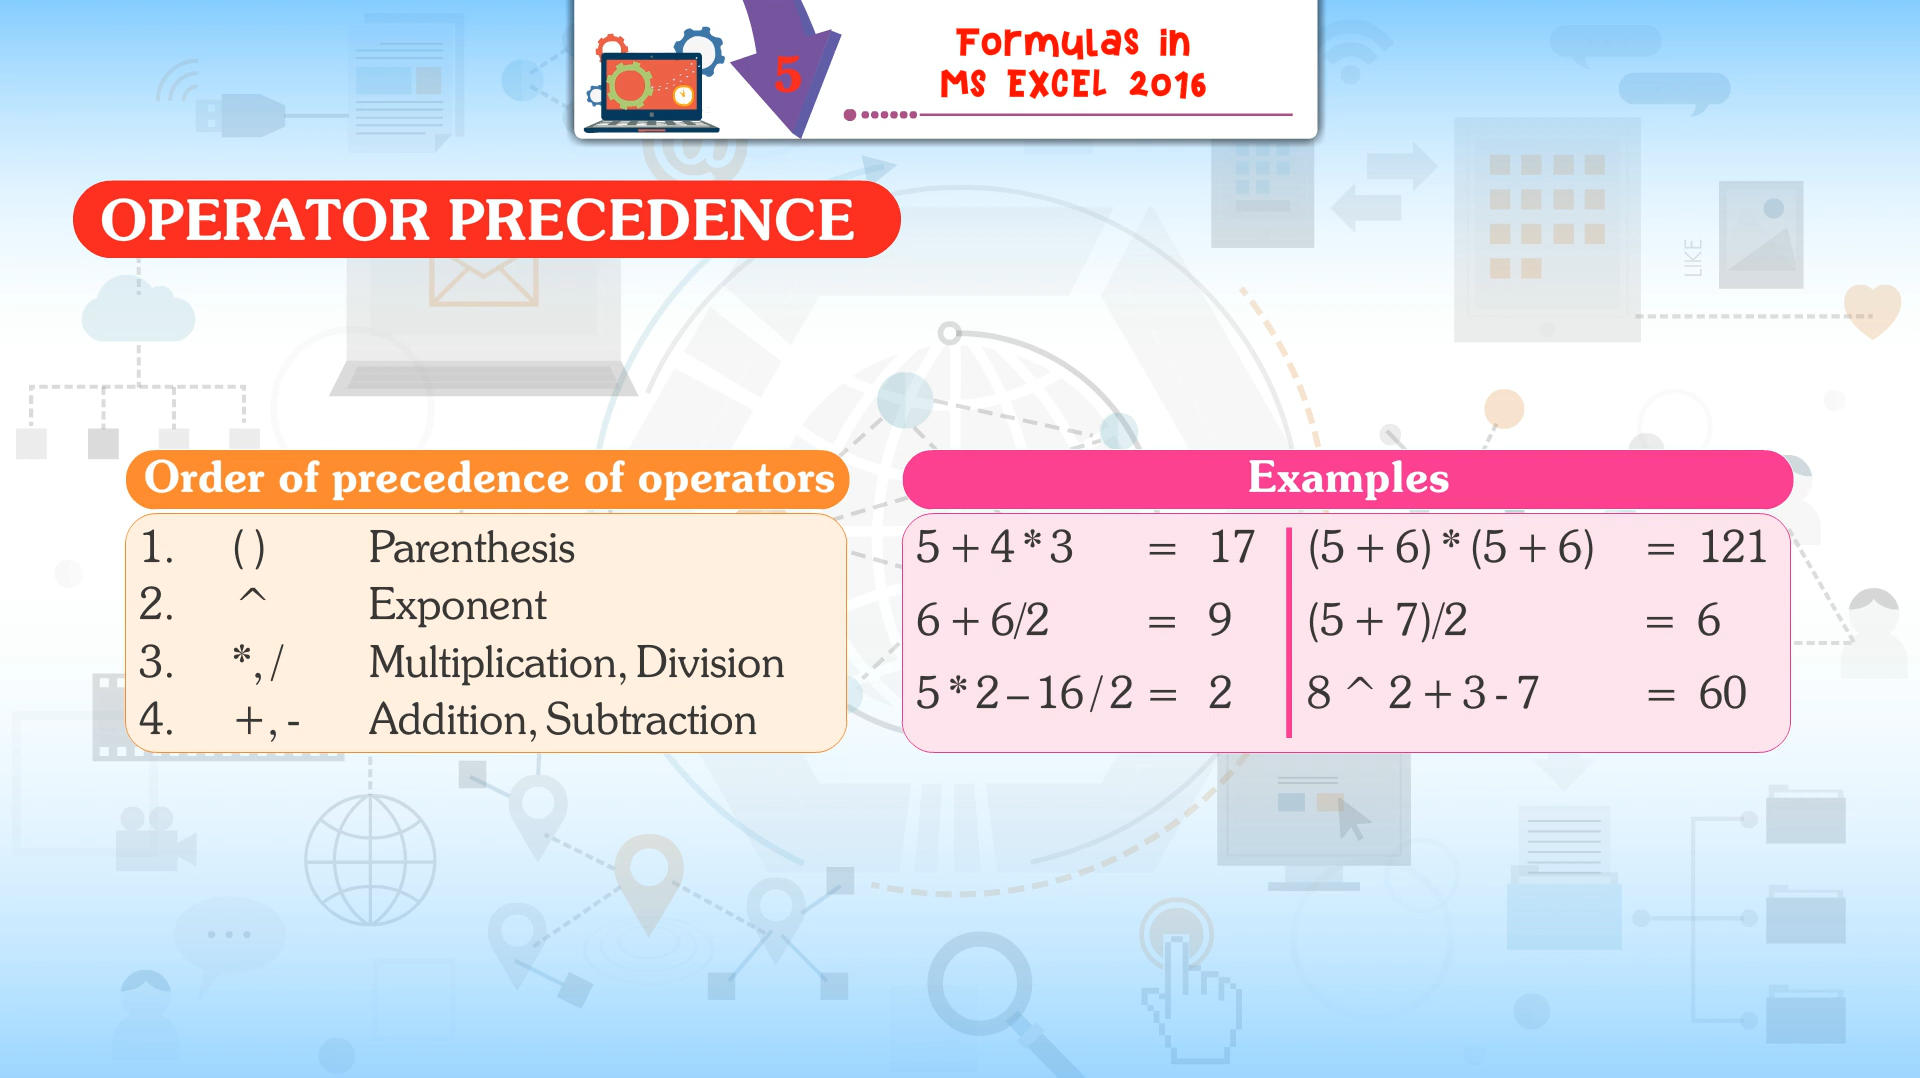 5
Formulas in
MS EXCEL 2016
OPERATOR PRECEDENCE
LIKE
Order of precedence of operators
1. ( ) Parenthesis
2. ^ Exponent
3. *, / Multiplication, Division
4. +, - Addition, Subtraction
Examples
5 + 4 * 3 = 17
6 + 6/2 = 9
5 * 2 – 16 / 2 = 2
(5 + 6) * (5 + 6) = 121
(5 + 7)/2 = 6
8 ^ 2 + 3 - 7 = 60